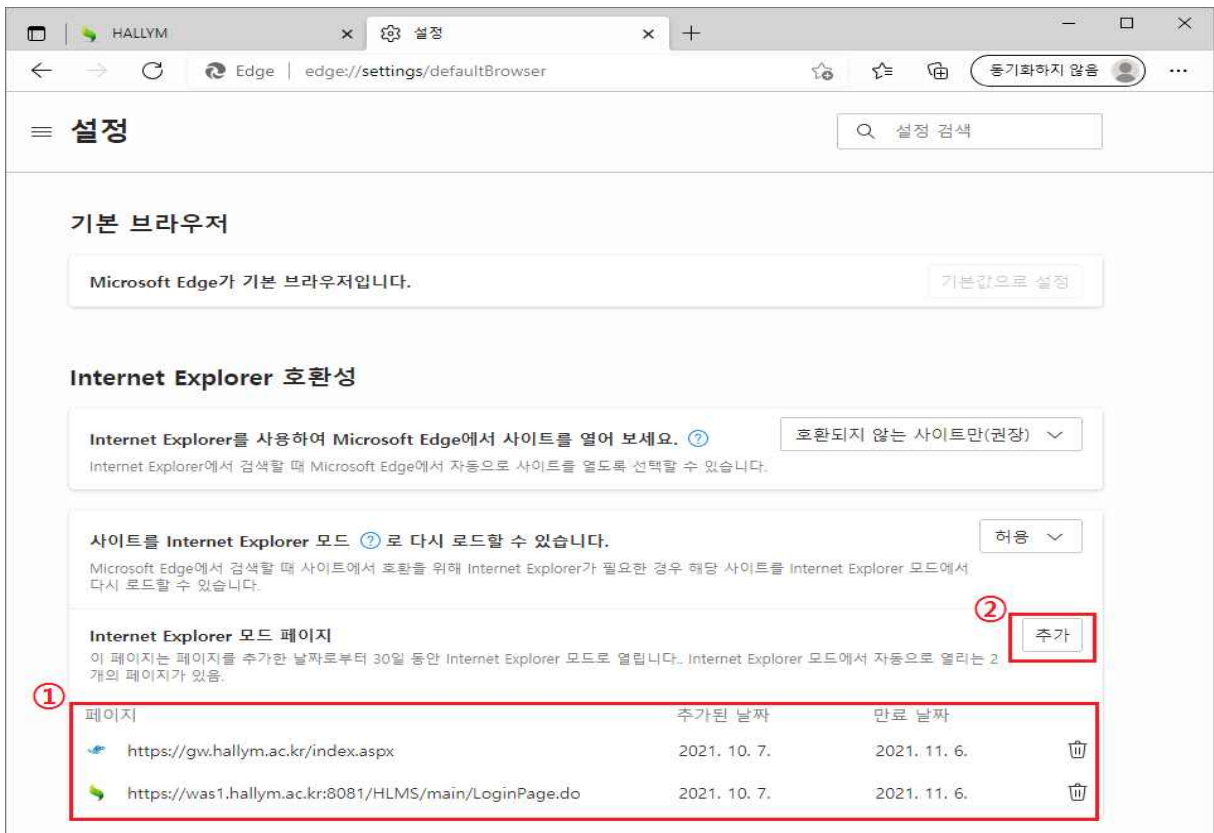 HALLYM
설정
Edge
edge://settings/defaultBrowser
동기화하지 않음
설정
설정 검색
기본 브라우저
Microsoft Edge가 기본 브라우저입니다.
기본값으로 설정
Internet Explorer 호환성
Internet Explorer를 사용하여 Microsoft Edge에서 사이트를 열어 보세요.
호환되지 않는 사이트만(권장)
Internet Explorer에서 검색할 때 Microsoft Edge에서 자동으로 사이트를 열도록 선택할 수 있습니다.
사이트를 Internet Explorer 모드 ? 로 다시 로드할 수 있습니다.
허용
Microsoft Edge에서 검색할 때 사이트에서 호환을 위해 Internet Explorer가 필요한 경우 해당 사이트를 Internet Explorer 모드에서
다시 로드할 수 있습니다.
②
Internet Explorer 모드 페이지
추가
이 페이지는 페이지를 추가한 날짜로부터 30일 동안 Internet Explorer 모드로 열립니다.. Internet Explorer 모드에서 자동으로 열리는 2
개의 페이지가 있음.
①
페이지 추가된 날짜 만료 날짜
https://gw.hallym.ac.kr/index.aspx 2021. 10. 7. 2021. 11. 6.
https://was1.hallym.ac.kr:8081/HLMS/main/LoginPage.do 2021. 10. 7. 2021. 11. 6.